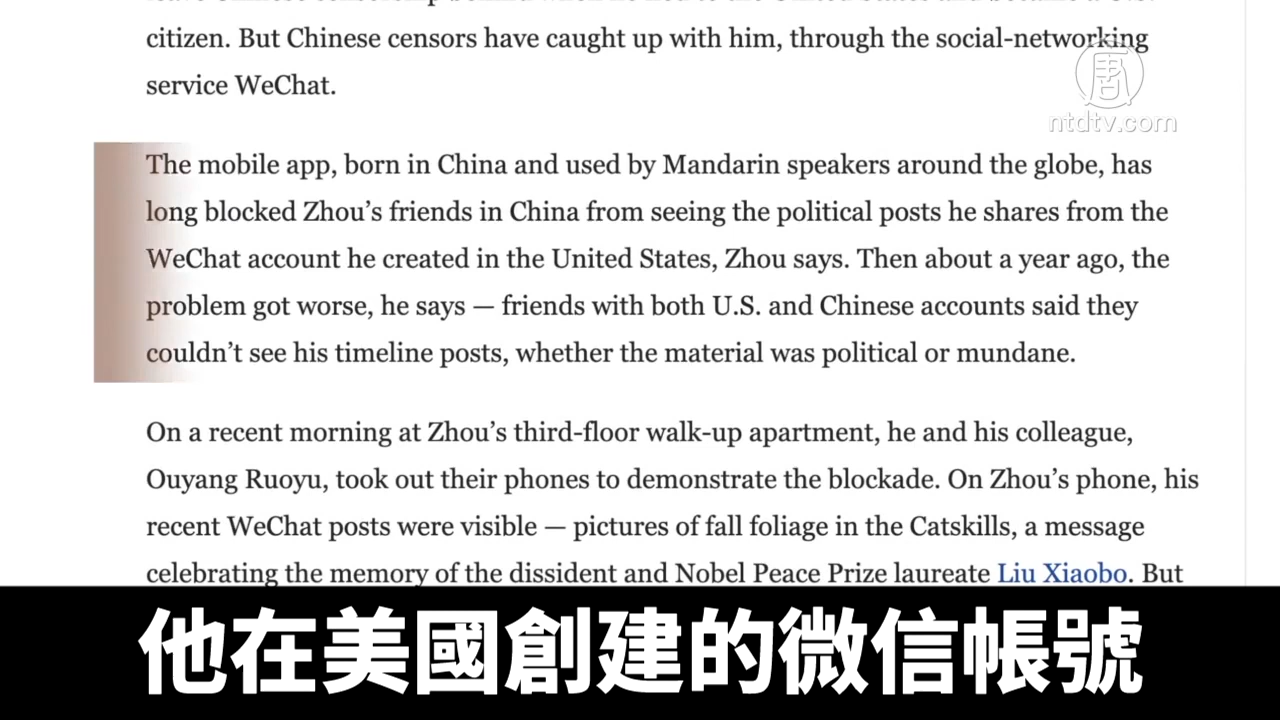 citizen. But Chinese censors have caught up with him, through the social-networking
service WeChat.
唐
ntdtv.com
The mobile app, born in China and used by Mandarin speakers around the globe, has
long blocked Zhou’s friends in China from seeing the political posts he shares from the
WeChat account he created in the United States, Zhou says. Then about a year ago, the
problem got worse, he says — friends with both U.S. and Chinese accounts said they
couldn’t see his timeline posts, whether the material was political or mundane.
On a recent morning at Zhou’s third-floor walk-up apartment, he and his colleague,
Ouyang Ruoyu, took out their phones to demonstrate the blockade. On Zhou’s phone, his
recent WeChat posts were visible — pictures of fall foliage in the Catskills, a message
celebrating the memory of the dissident and Nobel Peace Prize laureate Liu Xiaobo. But
他在美國創建的微信帳號